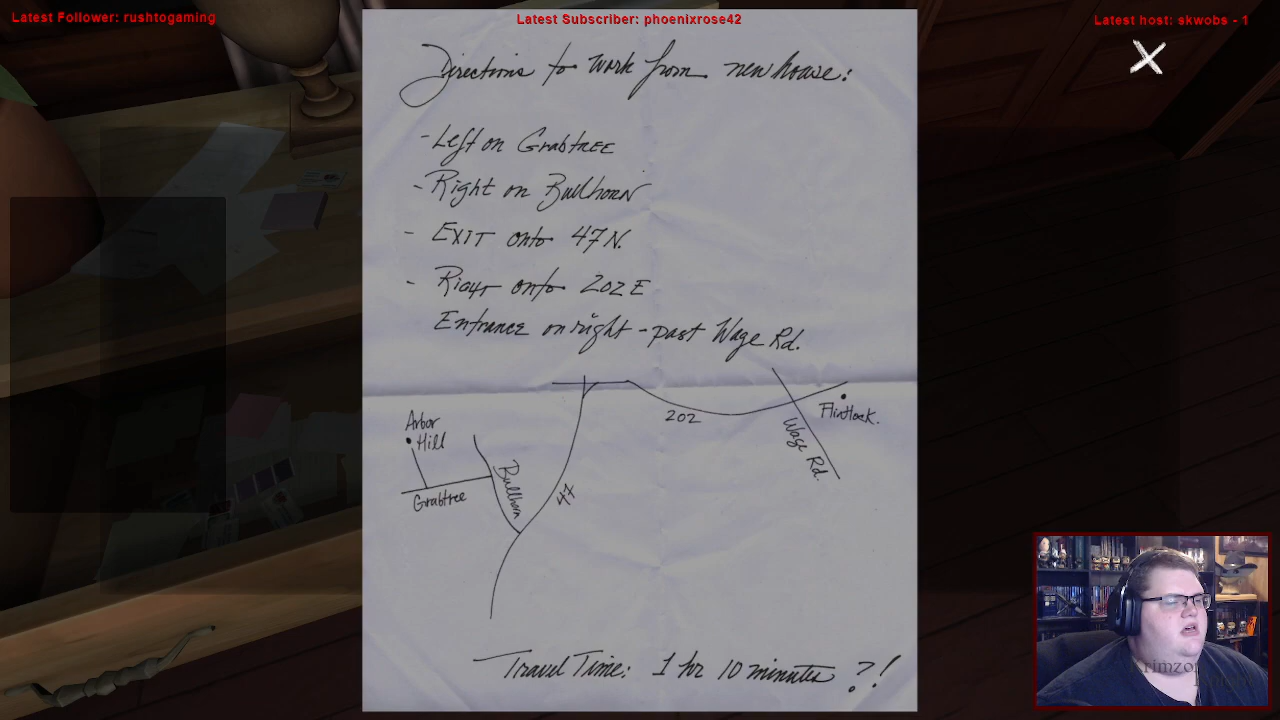 Latest Follower: rushtogaming
Latest Subscriber: phoenixrose42
Latest host: skwobs - 1
Directions to work from new house:
- Left on Grabtree
- Right on Bullhorn
- Exit onto 47 N.
- Right onto 202 E
Entrance on right - past Wage Rd.
Arbor
Hill
Grabtree
Bullhorn
47
202
Wage Rd.
Flintlock.
Travel Time: 1 hr 10 minutes ?!